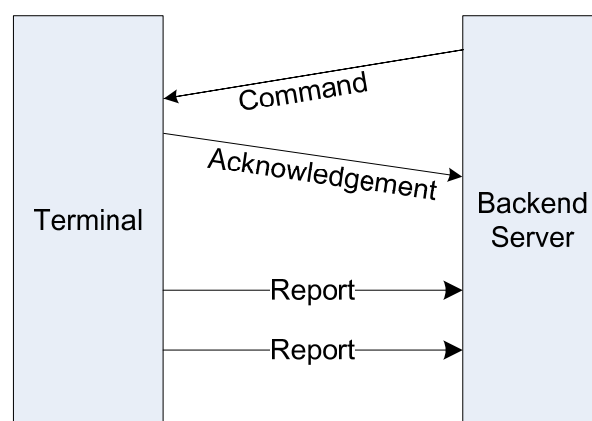 Command
Acknowledgement
Terminal
Backend
Server
Report
Report